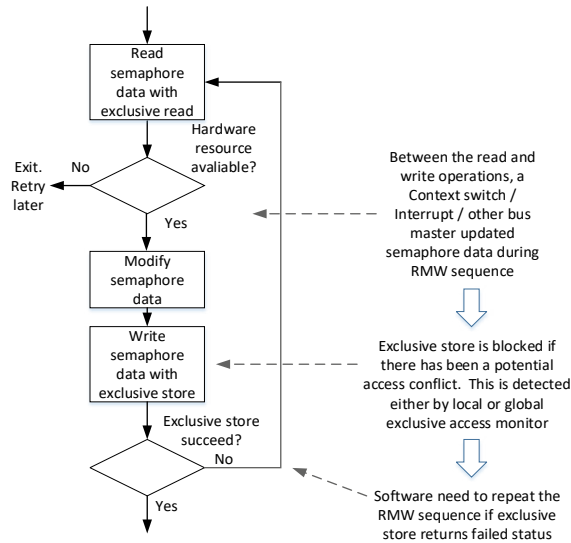 Read
semaphore
data with
exclusive read
Hardware
resource
avaliable?
Exit.
Retry
later
No
Yes
Modify
semaphore
data
Write
semaphore
data with
exclusive store
Exclusive store
succeed?
No
Yes
Between the read and
write operations, a
Context switch /
Interrupt / other bus
master updated
semaphore data during
RMW sequence
Exclusive store is blocked if
there has been a potential
access conflict. This is detected
either by local or global
exclusive access monitor
Software need to repeat the
RMW sequence if exclusive
store returns failed status